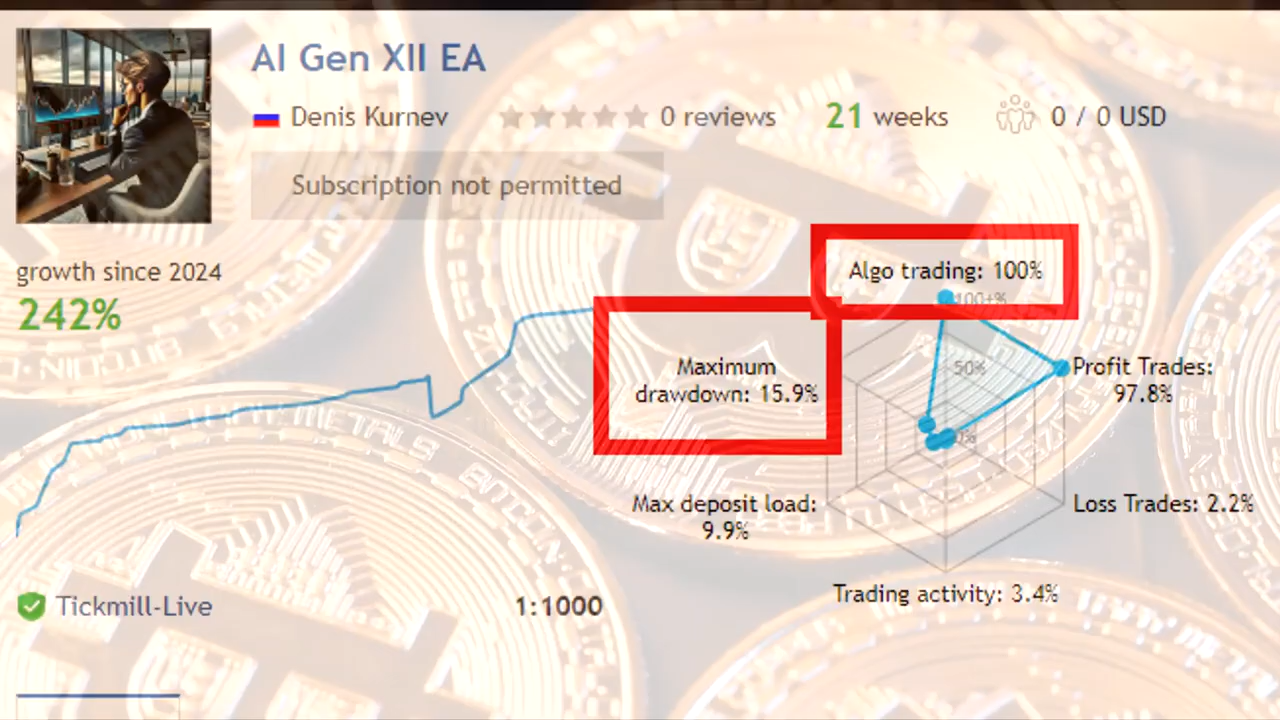 AI Gen XII EA
Denis Kurnev 0 reviews 21 weeks 0 / 0 USD
Subscription not permitted
growth since 2024
242%
Algo trading: 100%
100+%
Maximum
drawdown: 15.9%
50%
Profit Trades:
97.8%
0%
Max deposit load:
9.9%
Loss Trades: 2.2%
Trading activity: 3.4%
Tickmill-Live 1:1000
METALS
BITCOIN